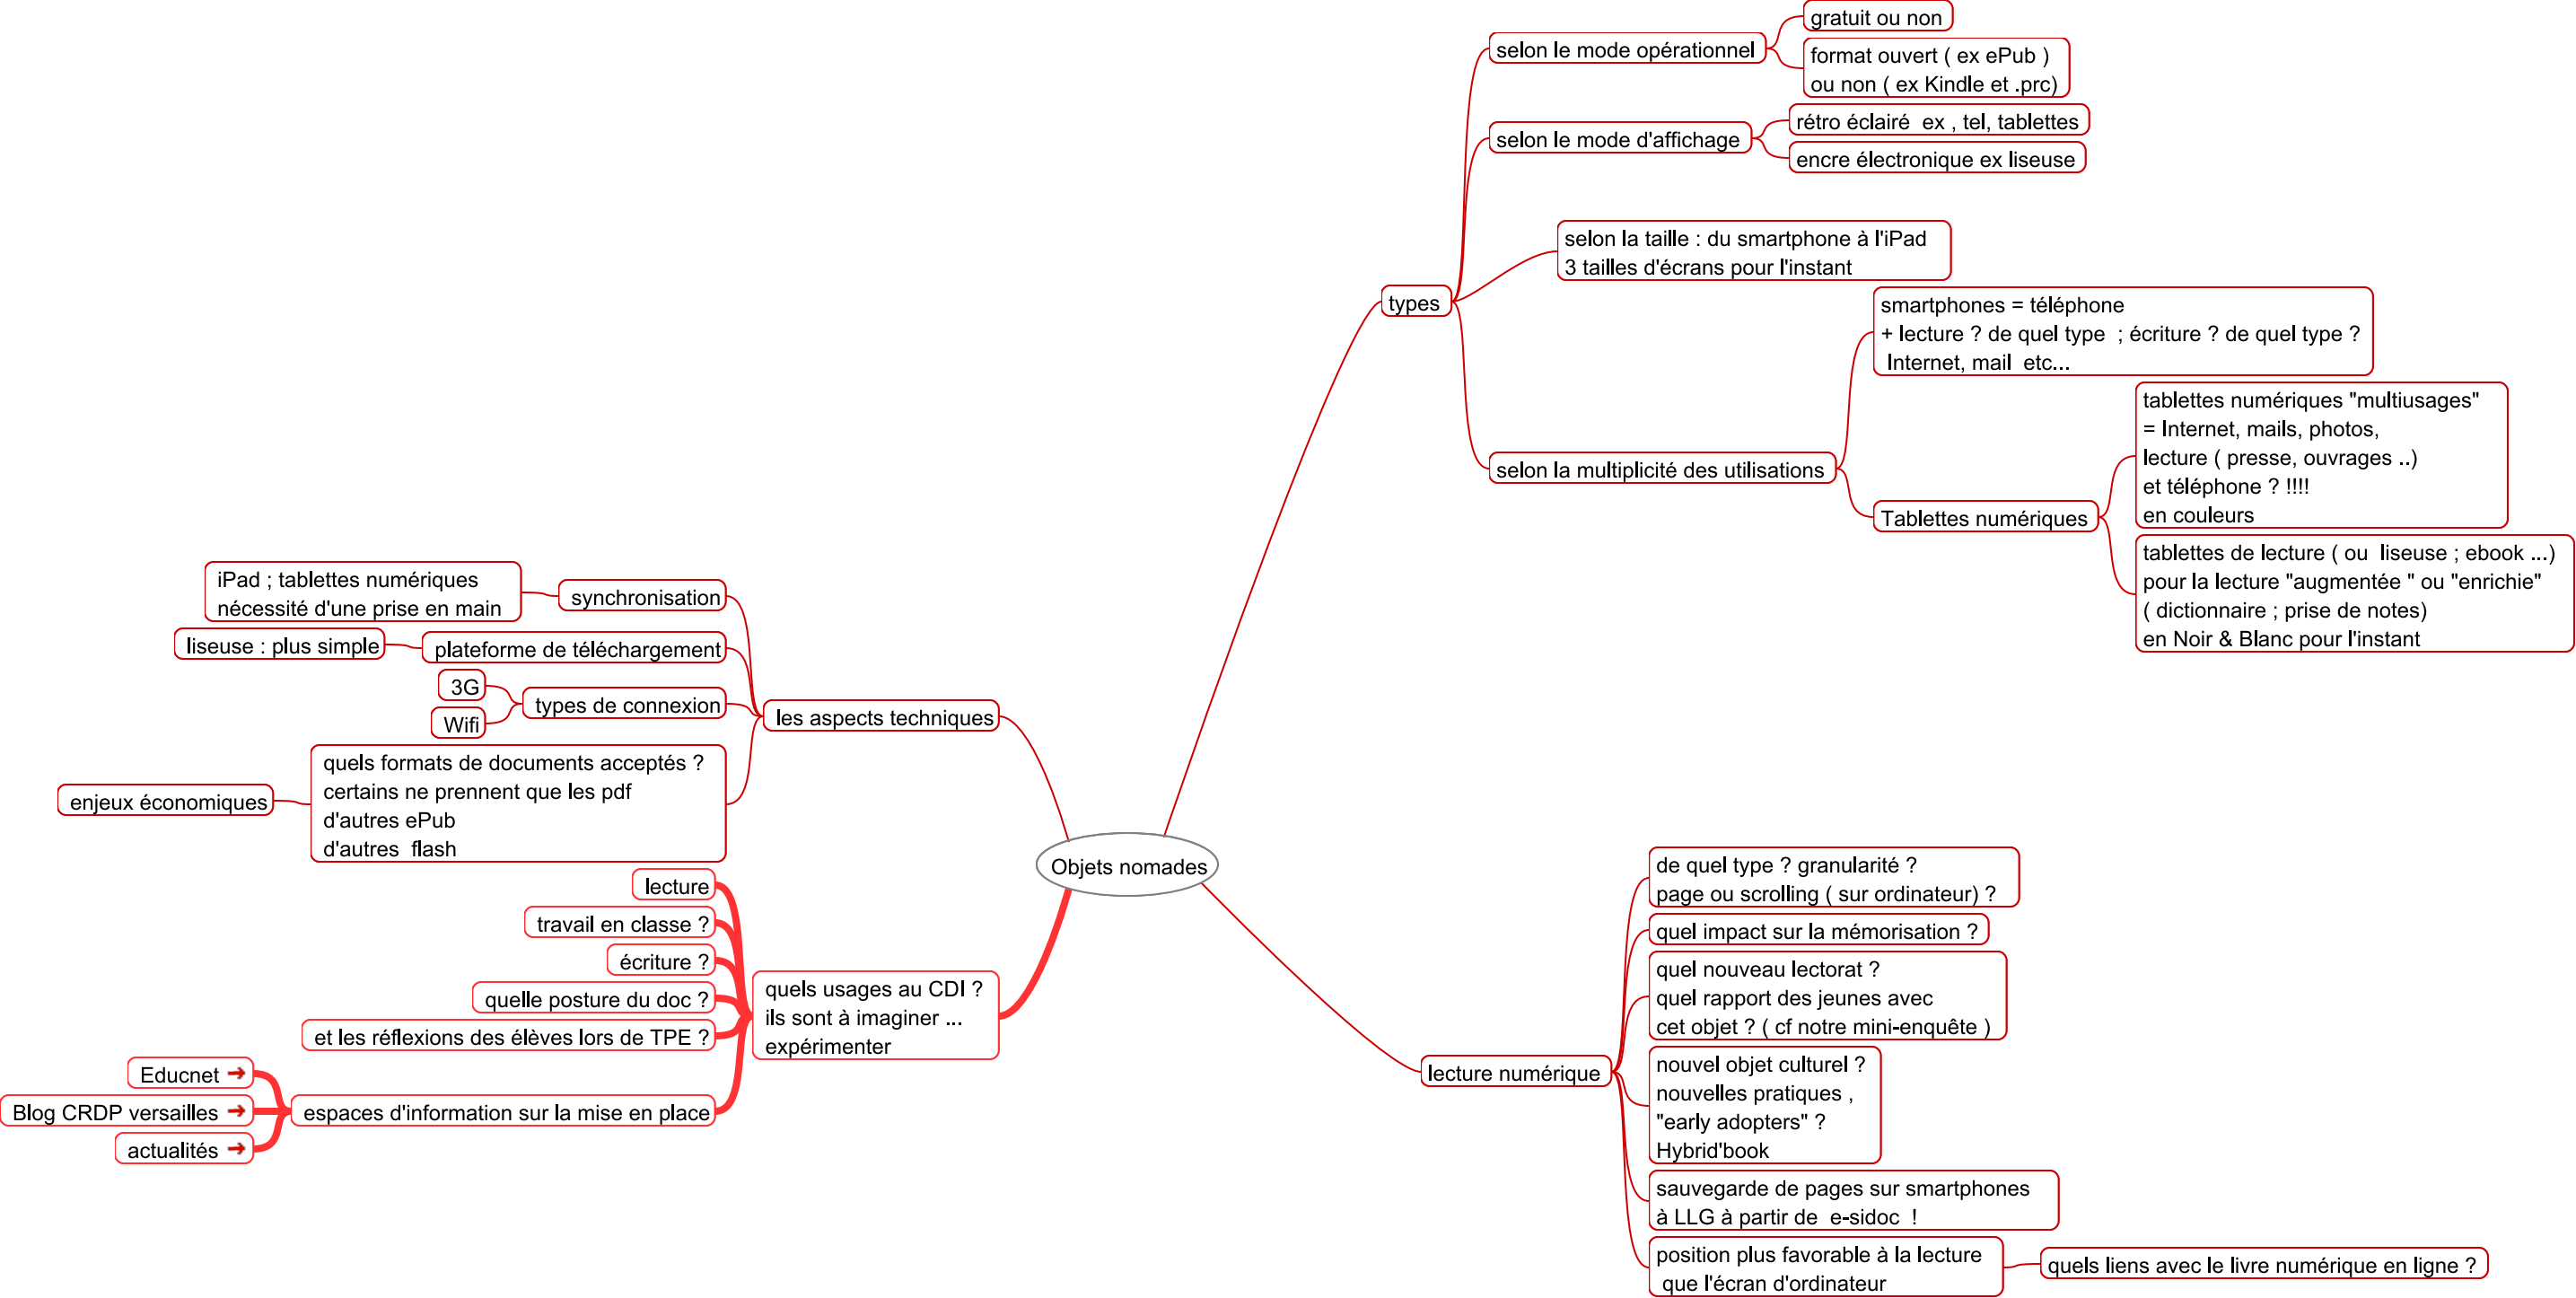 Objets nomades
types
selon le mode opérationnel
gratuit ou non
format ouvert ( ex ePub )
ou non ( ex Kindle et .prc)
selon le mode d'affichage
rétro éclairé ex , tel, tablettes
encre électronique ex liseuse
selon la taille : du smartphone à l'iPad
3 tailles d'écrans pour l'instant
selon la multiplicité des utilisations
smartphones = téléphone
+ lecture ? de quel type ; écriture ? de quel type ?
Internet, mail etc...
Tablettes numériques
tablettes numériques "multiusages"
= Internet, mails, photos,
lecture ( presse, ouvrages ..)
et téléphone ? !!!!
en couleurs
tablettes de lecture ( ou liseuse ; ebook ...)
pour la lecture "augmentée " ou "enrichie"
( dictionnaire ; prise de notes)
en Noir & Blanc pour l'instant
lecture numérique
de quel type ? granularité ?
page ou scrolling ( sur ordinateur) ?
quel impact sur la mémorisation ?
quel nouveau lectorat ?
quel rapport des jeunes avec
cet objet ? ( cf notre mini-enquête )
nouvel objet culturel ?
nouvelles pratiques ,
"early adopters" ?
Hybrid'book
sauvegarde de pages sur smartphones
à LLG à partir de e-sidoc !
position plus favorable à la lecture
que l'écran d'ordinateur
quels liens avec le livre numérique en ligne ?
les aspects techniques
synchronisation
iPad ; tablettes numériques
nécessité d'une prise en main
plateforme de téléchargement
liseuse : plus simple
types de connexion
3G
Wifi
quels formats de documents acceptés ?
certains ne prennent que les pdf
d'autres ePub
d'autres flash
enjeux économiques
quels usages au CDI ?
ils sont à imaginer ...
expérimenter
lecture
travail en classe ?
écriture ?
quelle posture du doc ?
et les réflexions des élèves lors de TPE ?
espaces d'information sur la mise en place
Educnet
Blog CRDP versailles
actualités